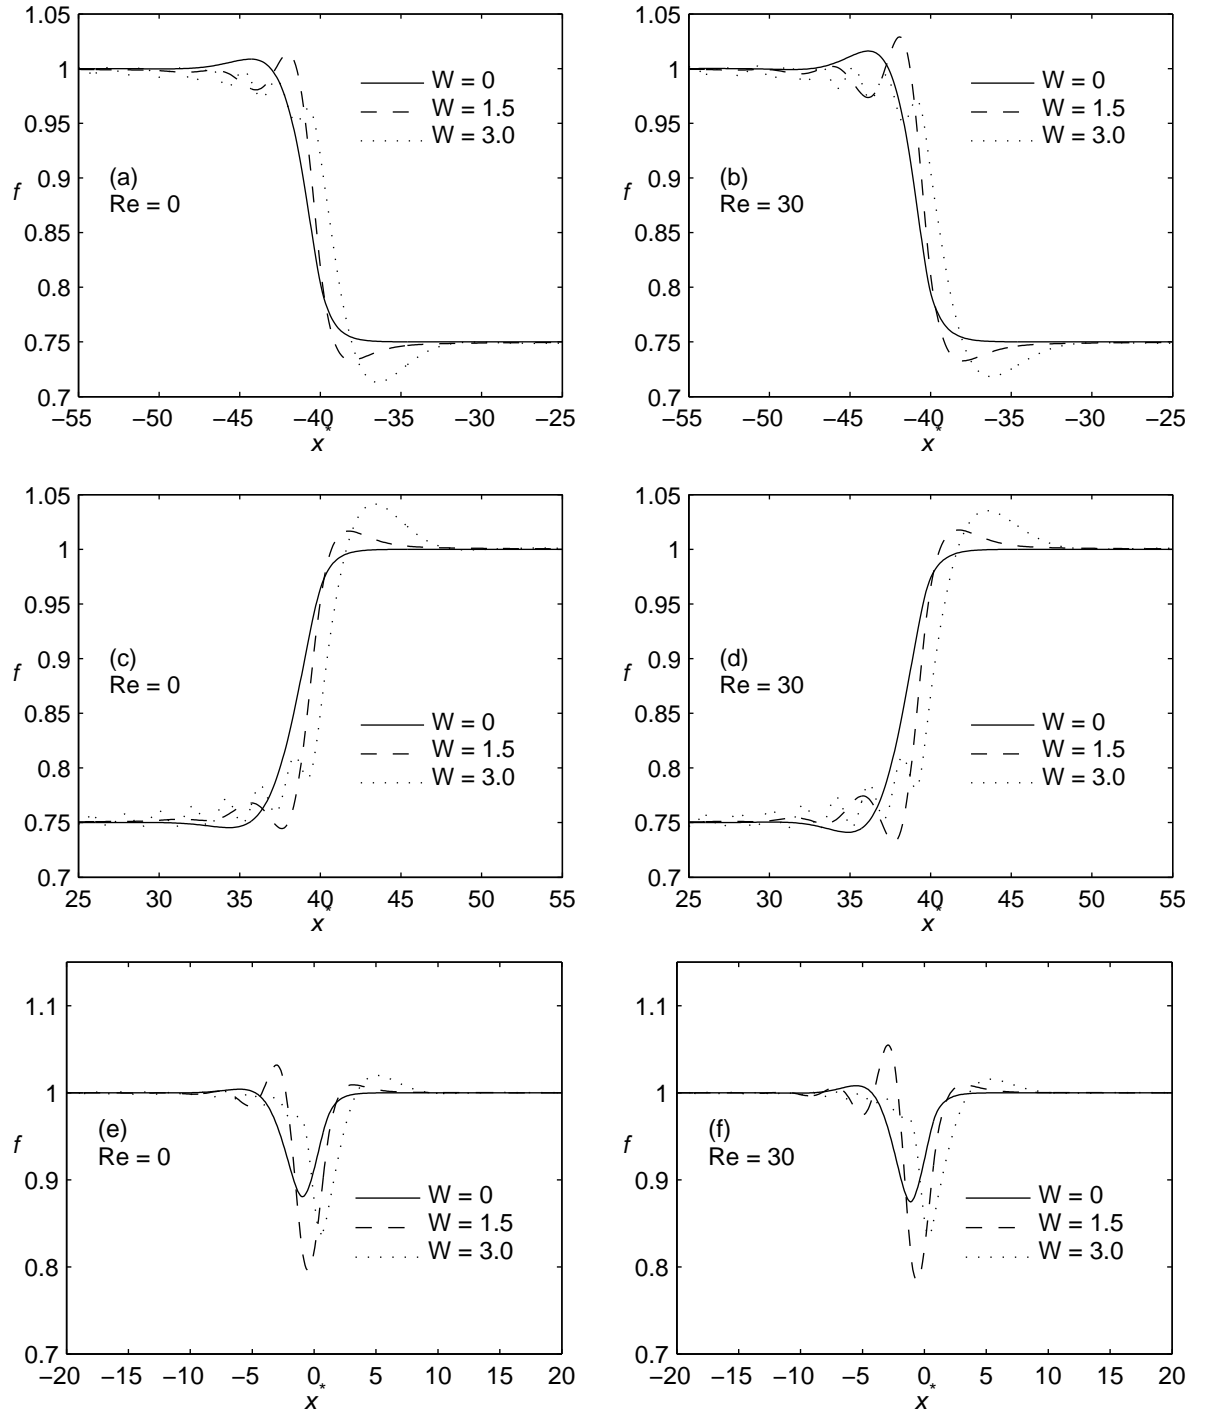 1.05
1
0.95
0.9
0.85
0.8
0.75
0.7
f
(a)
Re = 0
W = 0
W = 1.5
W = 3.0
−55 −50 −45 −40 −35 −30 −25
x*
1.05
1
0.95
0.9
0.85
0.8
0.75
0.7
f
(b)
Re = 30
W = 0
W = 1.5
W = 3.0
−55 −50 −45 −40 −35 −30 −25
x*
1.05
1
0.95
0.9
0.85
0.8
0.75
0.7
f
(c)
Re = 0
W = 0
W = 1.5
W = 3.0
25 30 35 40 45 50 55
x*
1.05
1
0.95
0.9
0.85
0.8
0.75
0.7
f
(d)
Re = 30
W = 0
W = 1.5
W = 3.0
25 30 35 40 45 50 55
x*
1.1
1
0.9
0.8
0.7
f
(e)
Re = 0
W = 0
W = 1.5
W = 3.0
−20 −15 −10 −5 0 5 10 15 20
x*
1.1
1
0.9
0.8
0.7
f
(f)
Re = 30
W = 0
W = 1.5
W = 3.0
−20 −15 −10 −5 0 5 10 15 20
x*